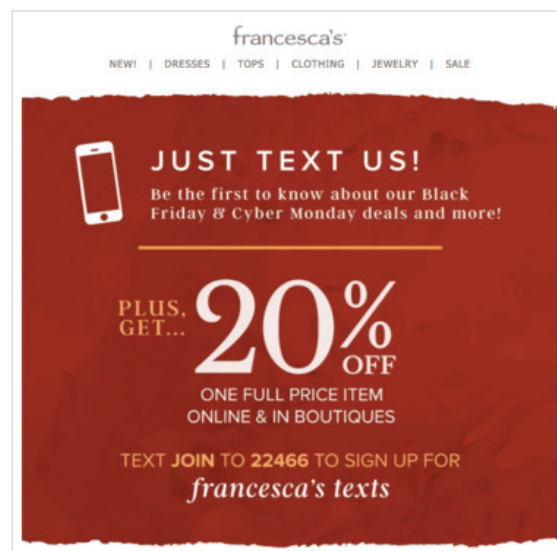 francesca's®
NEW! | DRESSES | TOPS | CLOTHING | JEWELRY | SALE
JUST TEXT US!
Be the first to know about our Black
Friday & Cyber Monday deals and more!
PLUS,
GET...
20%
OFF
ONE FULL PRICE ITEM
ONLINE & IN BOUTIQUES
TEXT JOIN TO 22466 TO SIGN UP FOR
francesca's texts